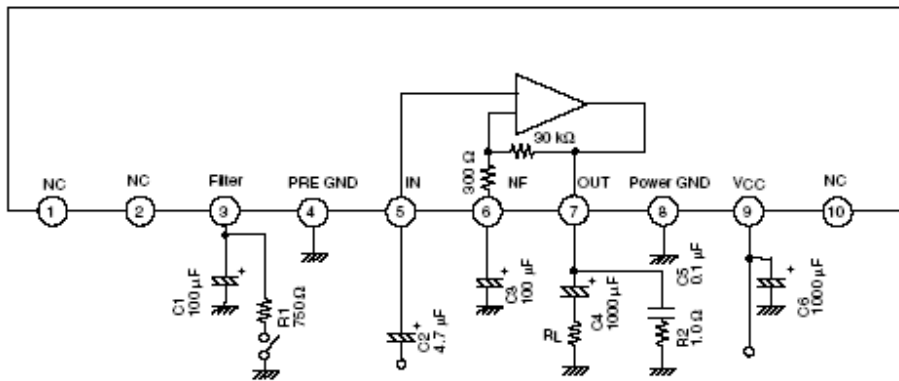 30 kΩ
300 Ω
NC
NC
Filter
PRE GND
IN
NF
OUT
Power GND
VCC
NC
1
2
3
4
5
6
7
8
9
10
C1
100 µF
R1
750 Ω
C2
4.7 µF
C3
100 µF
RL
C4
1000 µF
C5
0.1 µF
R2
1.0 Ω
C6
1000 µF
+
+
+
+
+